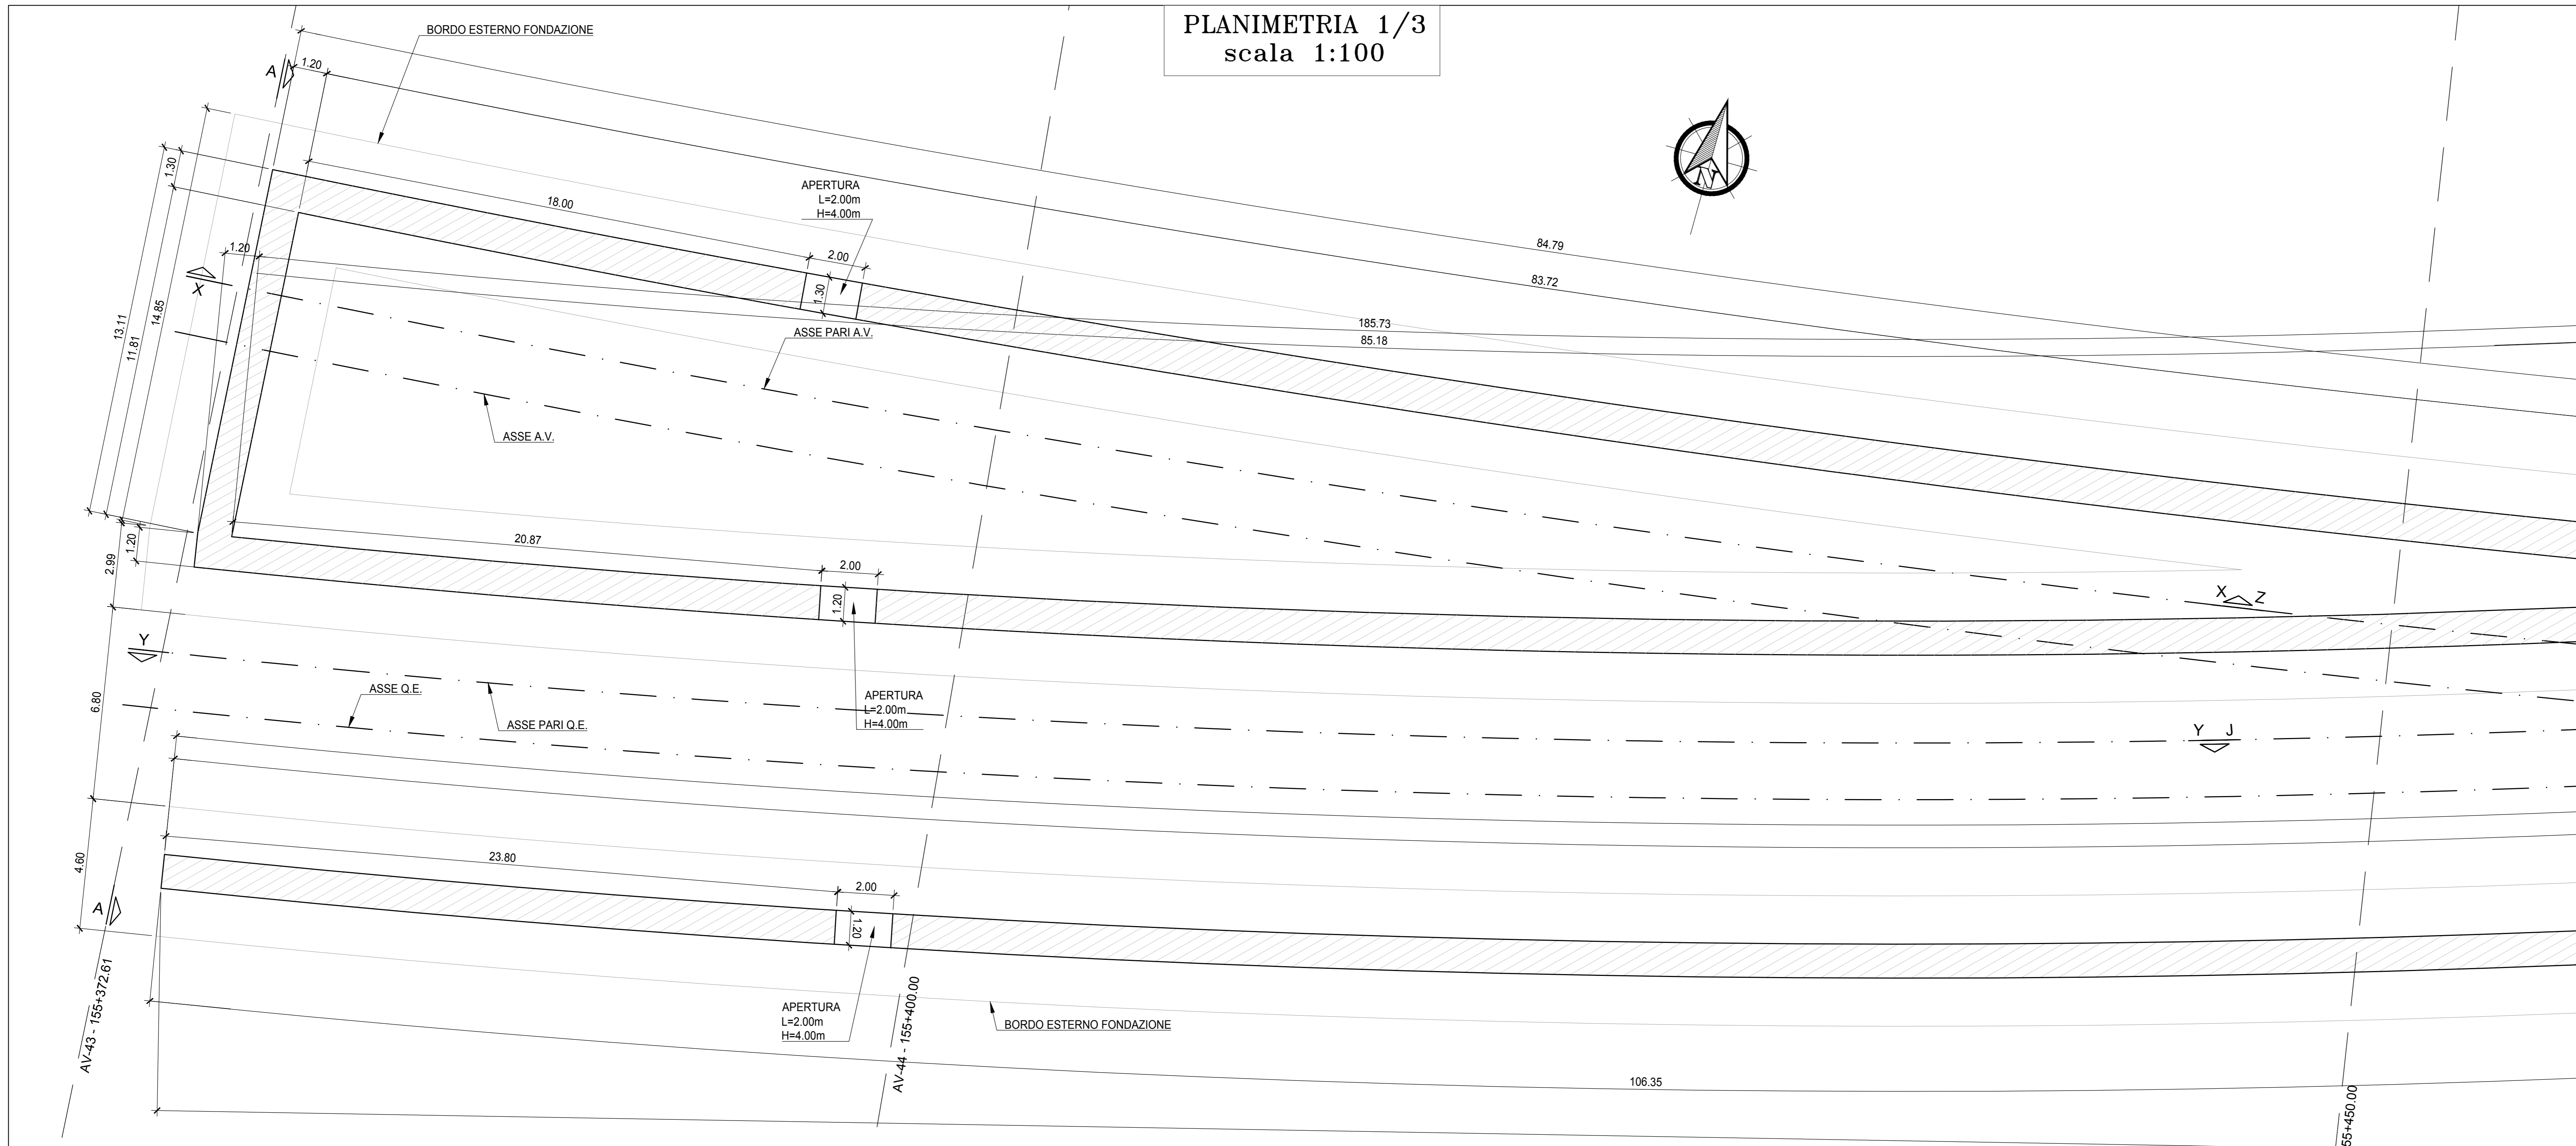 PLANIMETRIA 1/3
scala 1:100
BORDO ESTERNO FONDAZIONE
A
1.20
1.30
18.00
APERTURA
L=2.00m
H=4.00m
2.00
1.30
84.79
83.72
185.73
85.18
N
1.20
X
13.11
11.81
14.85
ASSE PARI A.V.
ASSE A.V.
20.87
2.00
1.20
1.20
2.99
X Z
Y
6.80
ASSE Q.E.
ASSE PARI Q.E.
APERTURA
L=2.00m
H=4.00m
Y J
4.60
23.80
2.00
1.20
A
APERTURA
L=2.00m
H=4.00m
BORDO ESTERNO FONDAZIONE
106.35
AV-43 - 155+372.61
AV-44 - 155+400.00
55+450.00